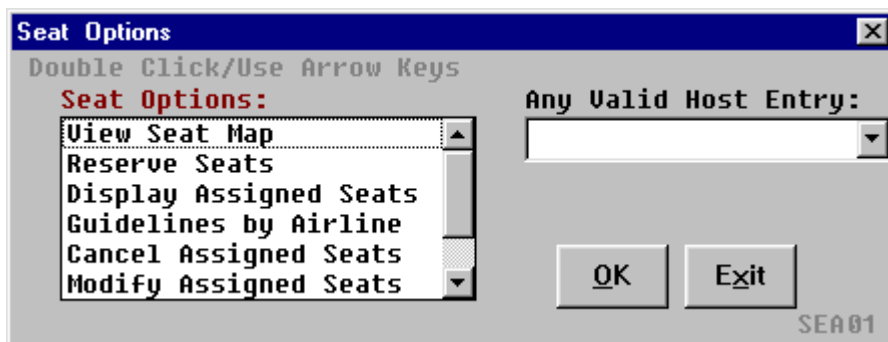 Seat Options
Double Click/Use Arrow Keys
Seat Options:
View Seat Map
Reserve Seats
Display Assigned Seats
Guidelines by Airline
Cancel Assigned Seats
Modify Assigned Seats
Any Valid Host Entry:
OK
Exit
SEA01